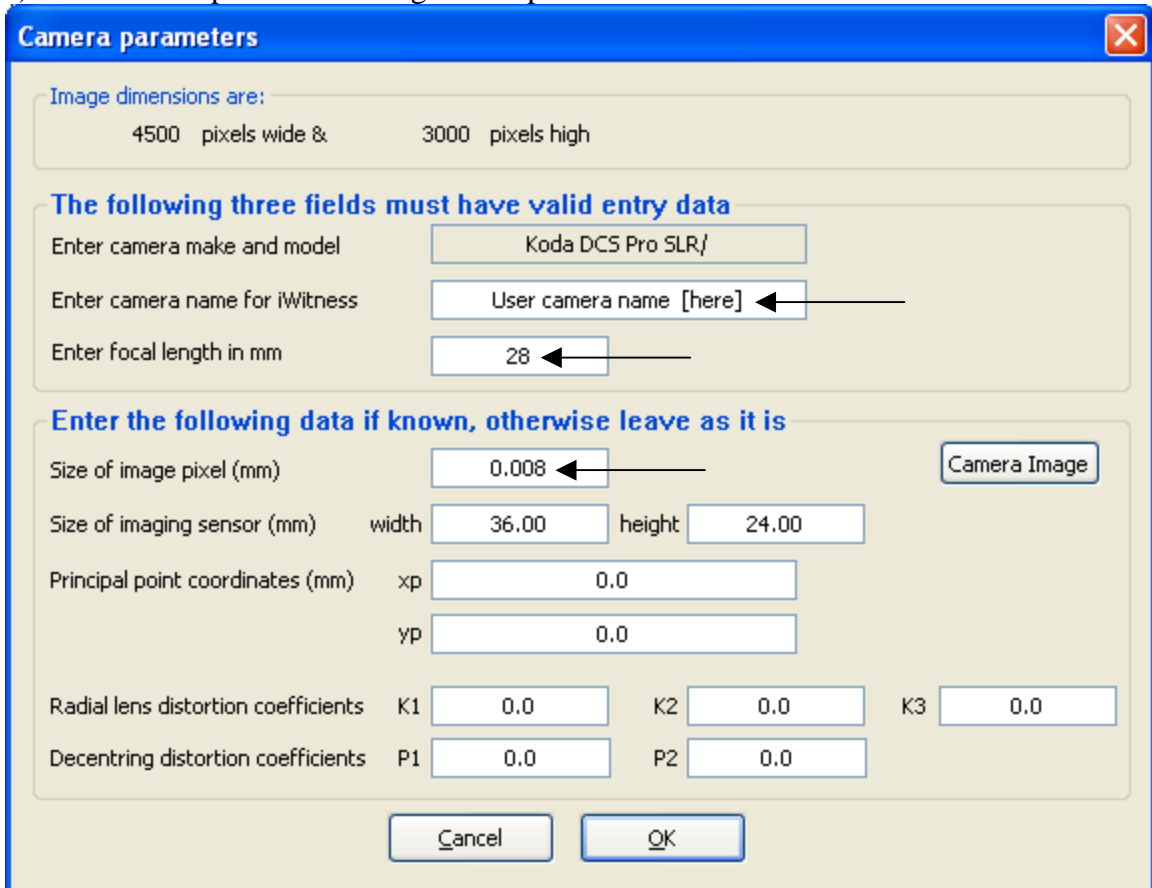 Camera parameters
Image dimensions are:
4500 pixels wide & 3000 pixels high
The following three fields must have valid entry data
Enter camera make and model Koda DCS Pro SLR/
Enter camera name for iWitness User camera name [here]
Enter focal length in mm 28
Enter the following data if known, otherwise leave as it is
Size of image pixel (mm) 0.008 Camera Image
Size of imaging sensor (mm) width 36.00 height 24.00
Principal point coordinates (mm) xp 0.0
yp 0.0
Radial lens distortion coefficients K1 0.0 K2 0.0 K3 0.0
Decentring distortion coefficients P1 0.0 P2 0.0
Cancel OK